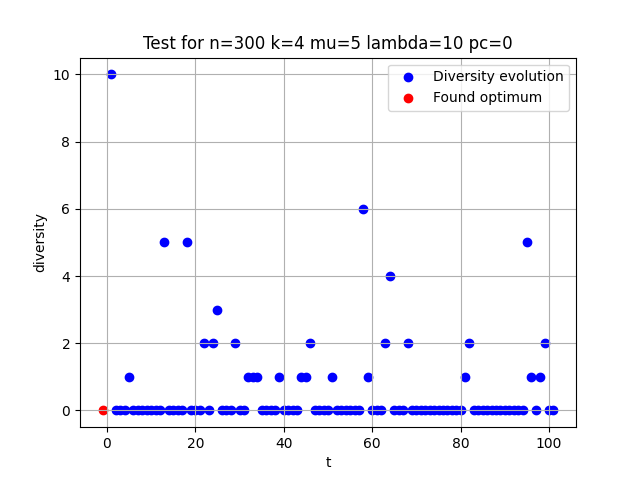 Test for n=300 k=4 mu=5 lambda=10 pc=0
Diversity evolution
Found optimum
10
8
6
4
2
0
diversity
0 20 40 60 80 100
t